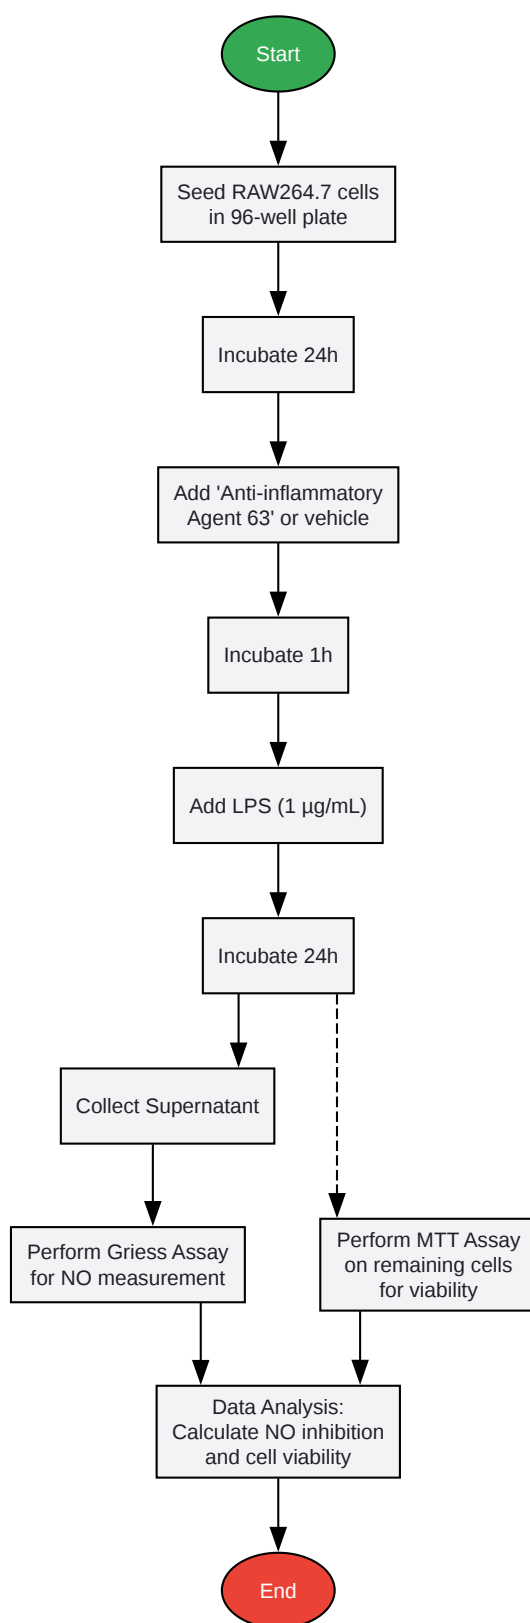 Start
Seed RAW264.7 cells
in 96-well plate
Incubate 24h
Add 'Anti-inflammatory
Agent 63' or vehicle
Incubate 1h
Add LPS (1 µg/mL)
Incubate 24h
Collect Supernatant
Perform Griess Assay
for NO measurement
Perform MTT Assay
on remaining cells
for viability
Data Analysis:
Calculate NO inhibition
and cell viability
End